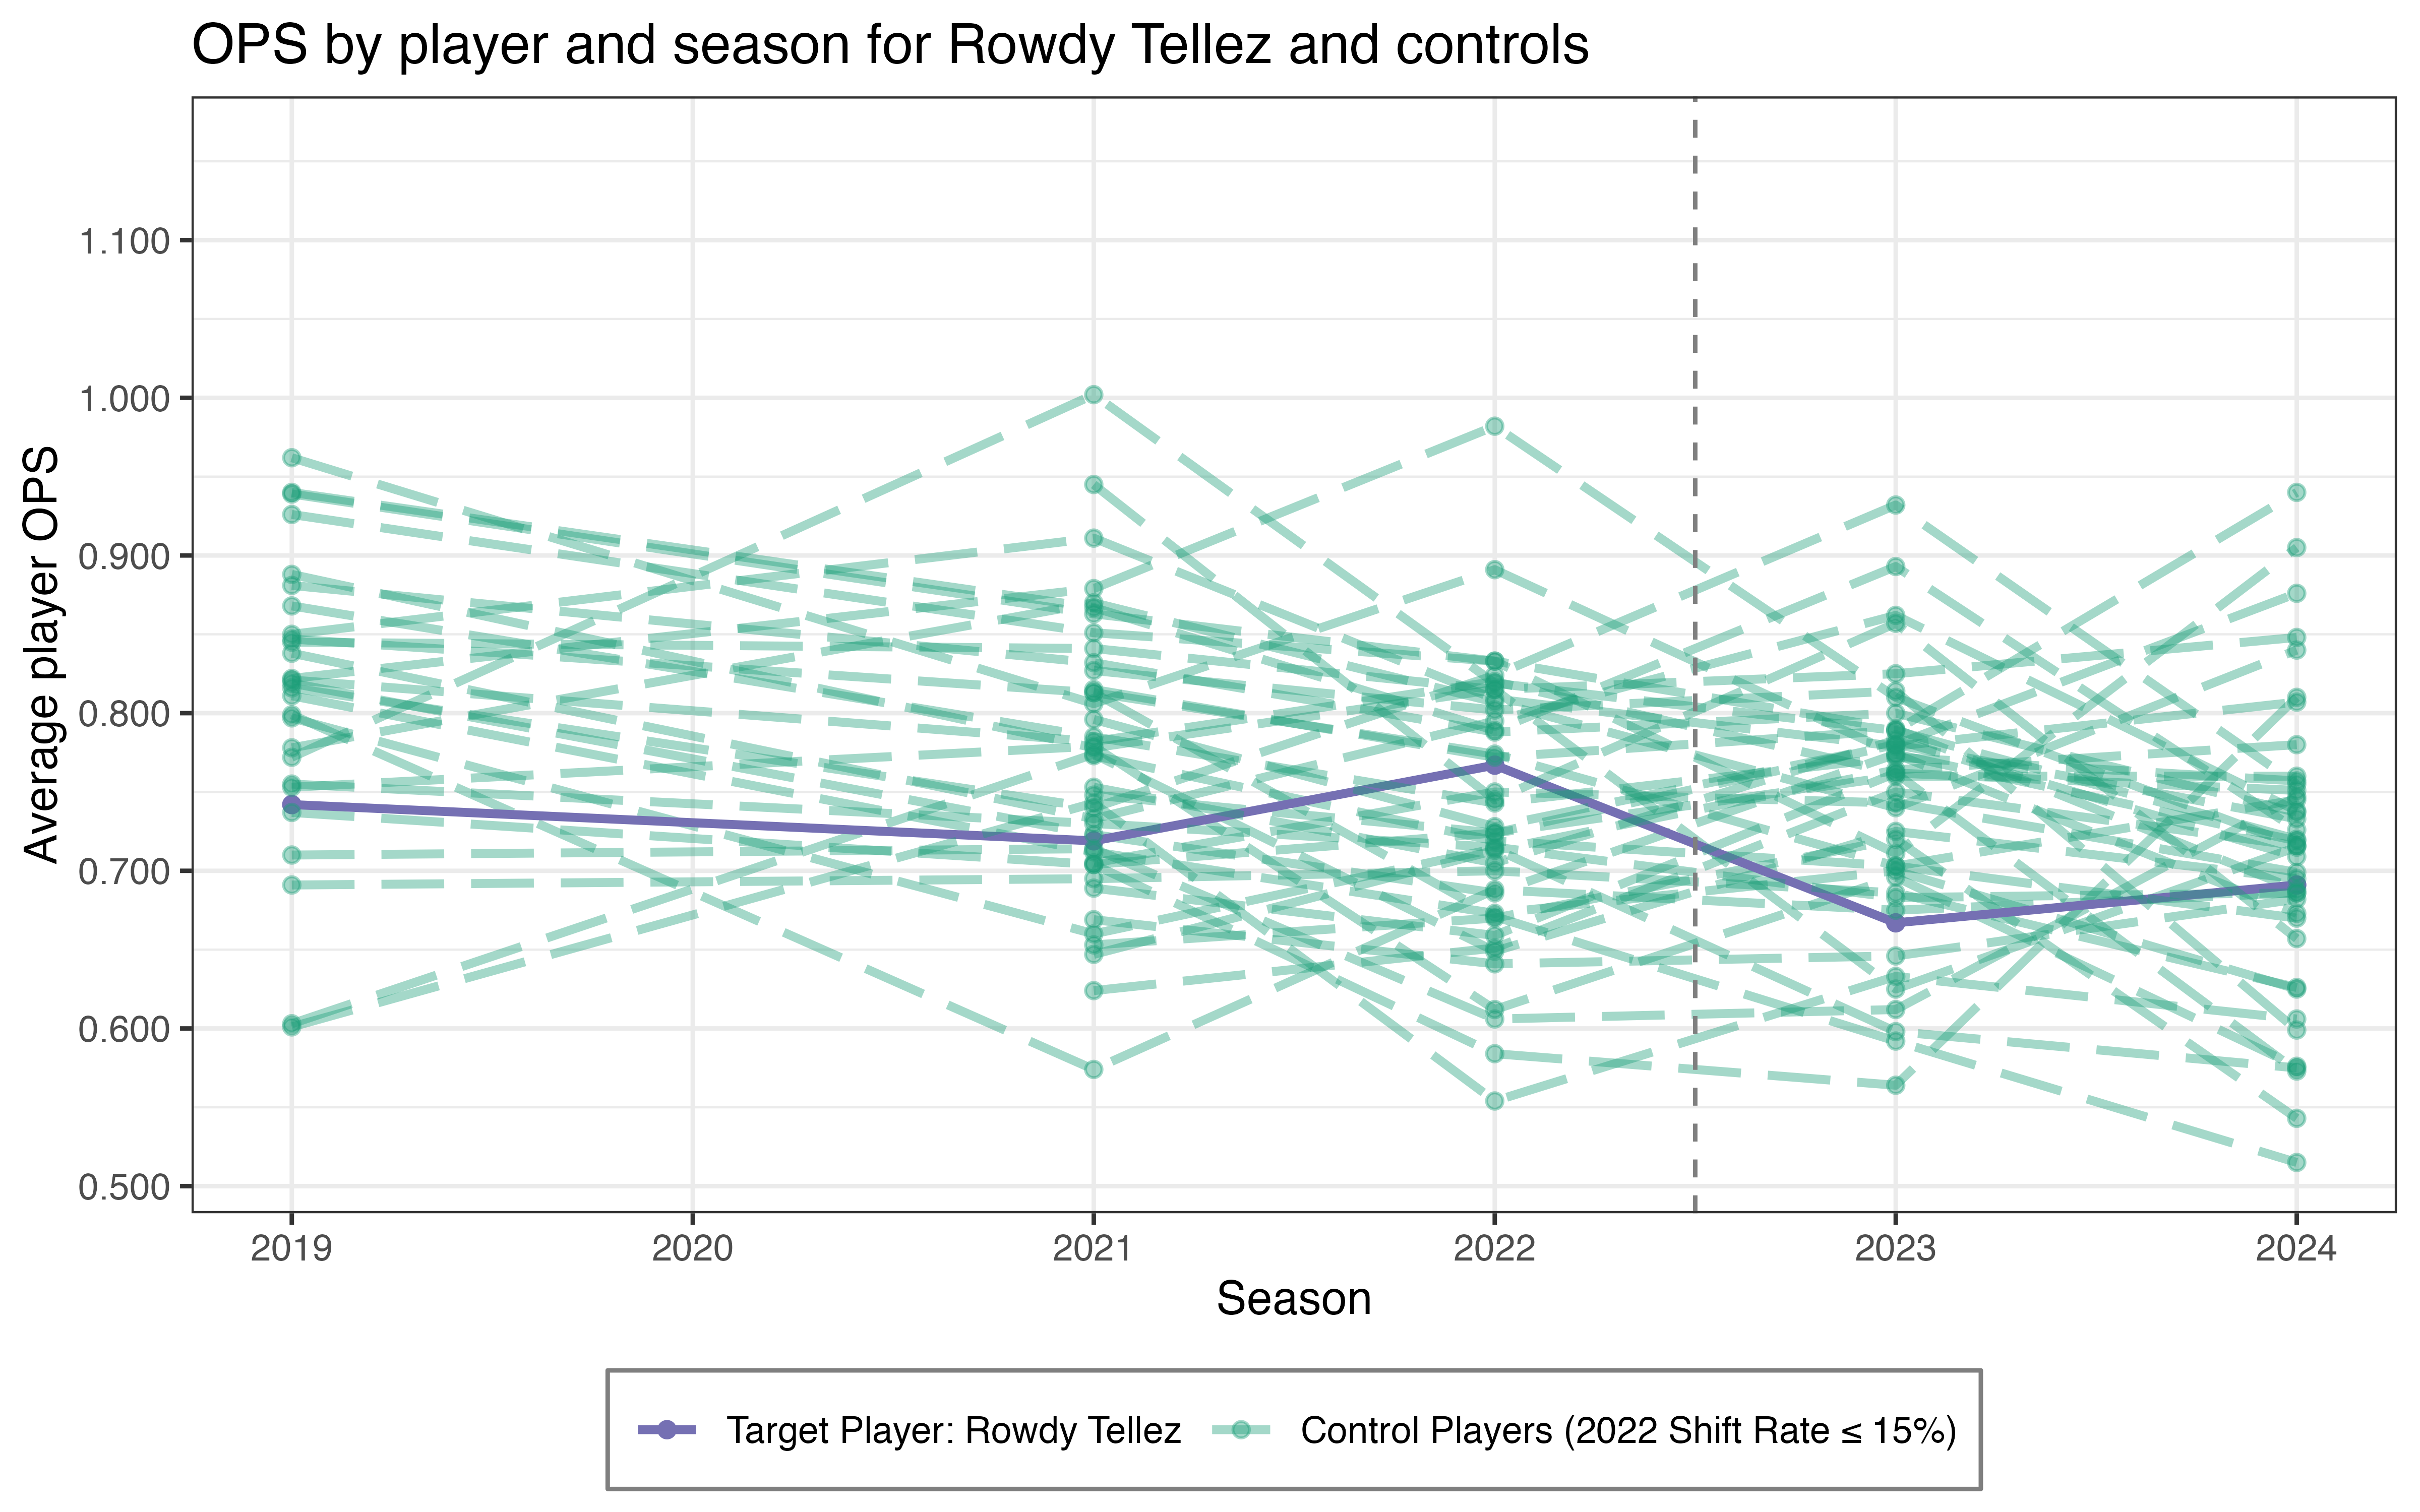 OPS by player and season for Rowdy Tellez and controls
Average player OPS
1.100
1.000
0.900
0.800
0.700
0.600
0.500
2019 2020 2021 2022 2023 2024
Season
Target Player: Rowdy Tellez Control Players (2022 Shift Rate ≤ 15%)